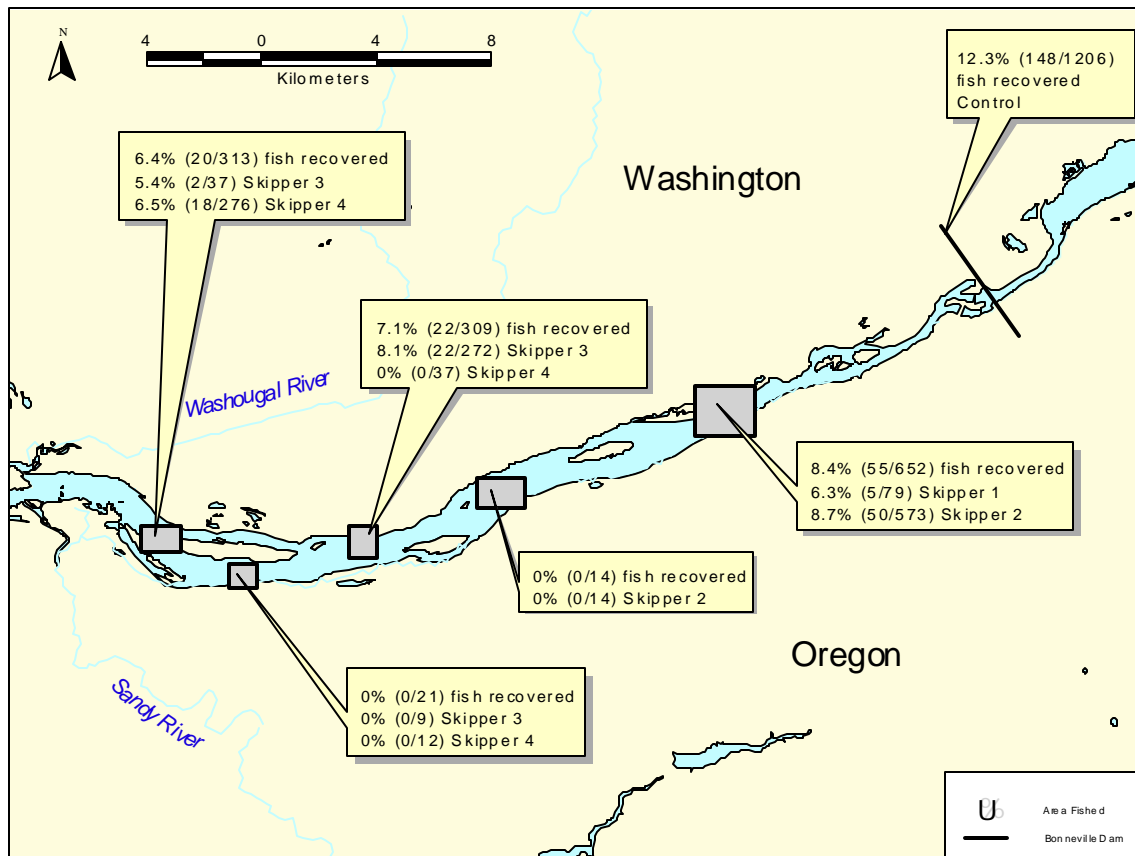 N
4 0 4 8
Kilometers
12.3% (148/1206)
fish recovered
Control
6.4% (20/313) fish recovered
5.4% (2/37) Skipper 3
6.5% (18/276) Skipper 4
Washington
7.1% (22/309) fish recovered
8.1% (22/272) Skipper 3
0% (0/37) Skipper 4
Washougal River
8.4% (55/652) fish recovered
6.3% (5/79) Skipper 1
8.7% (50/573) Skipper 2
0% (0/14) fish recovered
0% (0/14) Skipper 2
Oregon
Sandy River
0% (0/21) fish recovered
0% (0/9) Skipper 3
0% (0/12) Skipper 4
U Area Fished
Bonneville Dam